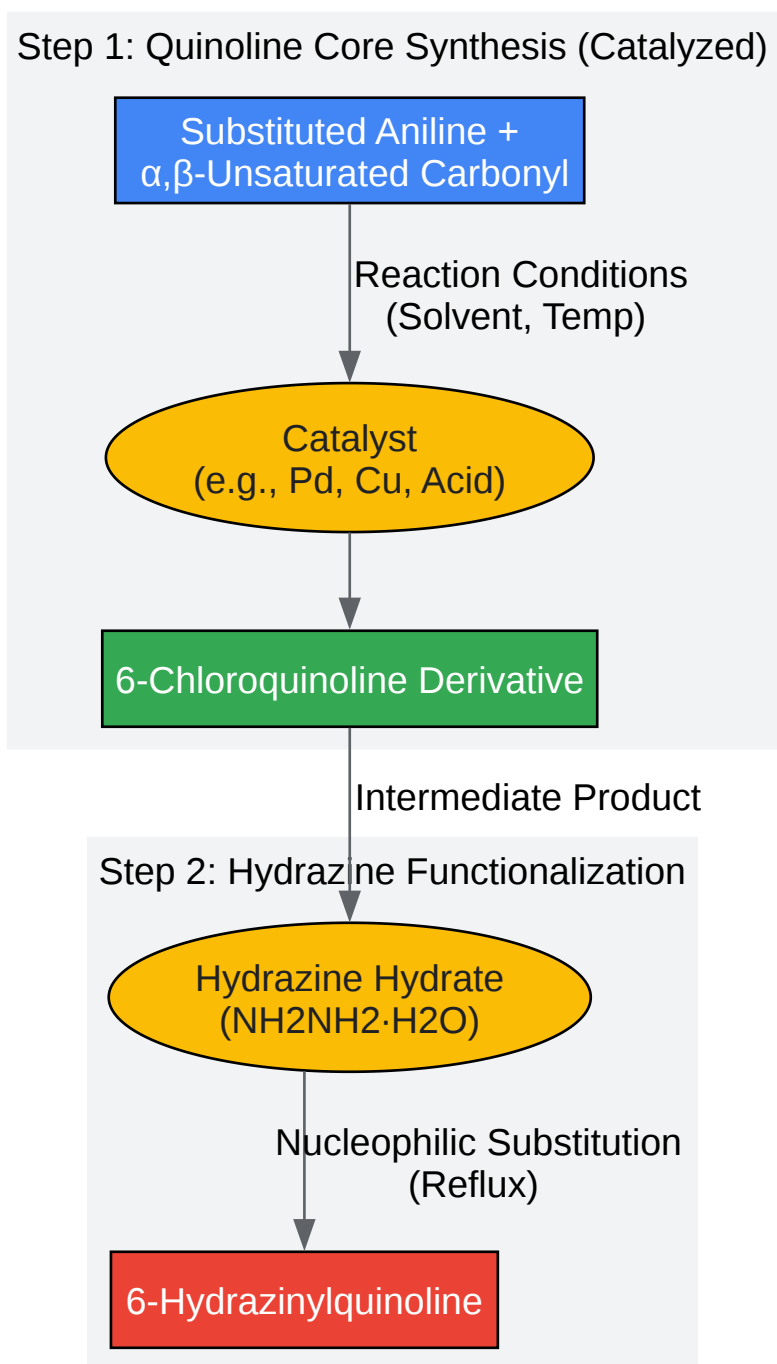 Step 1: Quinoline Core Synthesis (Catalyzed)
Substituted Aniline +
α,β-Unsaturated Carbonyl
Reaction Conditions
(Solvent, Temp)
Catalyst
(e.g., Pd, Cu, Acid)
6-Chloroquinoline Derivative
Intermediate Product
Step 2: Hydrazine Functionalization
Hydrazine Hydrate
(NH2NH2·H2O)
Nucleophilic Substitution
(Reflux)
6-Hydrazinylquinoline